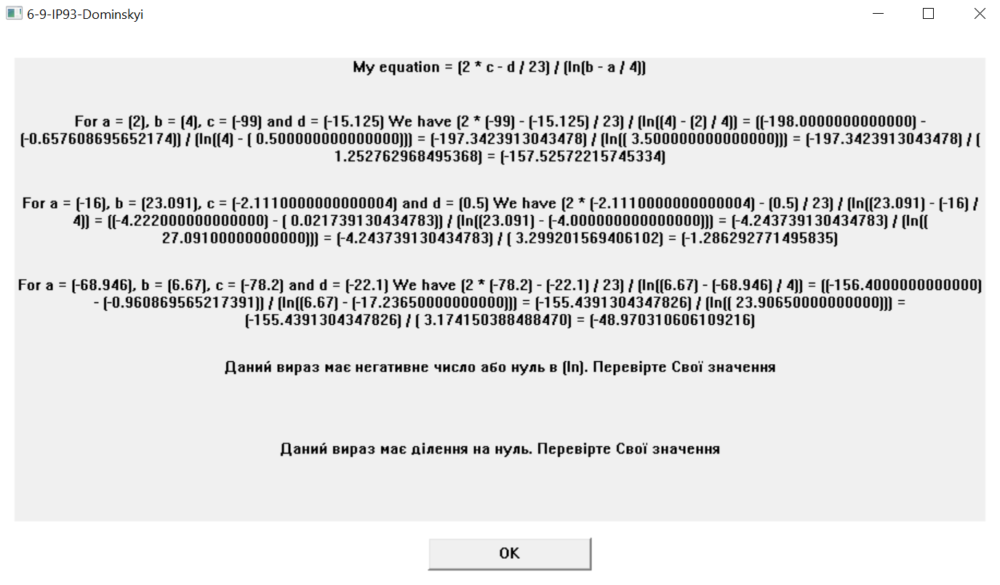 6-9-IP93-Dominskyi
My equation = (2 * c - d / 23) / (ln(b - a / 4))
For a = (2), b = (4), c = (-99) and d = (-15.125) We have (2 * (-99) - (-15.125) / 23) / (ln((4) - (2) / 4)) = ((-198.0000000000000) -
(-0.657608695652174)) / (ln((4) - ( 0.500000000000000))) = (-197.3423913043478) / (ln(( 3.500000000000000))) = (-197.3423913043478) / (
1.252762968495368) = (-157.52572215745334)
For a = (-16), b = (23.091), c = (-2.1110000000000004) and d = (0.5) We have (2 * (-2.1110000000000004) - (0.5) / 23) / (ln((23.091) - (-16) /
4)) = ((-4.222000000000000) - ( 0.021739130434783)) / (ln((23.091) - (-4.000000000000000))) = (-4.243739130434783) / (ln((
27.09100000000000))) = (-4.243739130434783) / ( 3.299201569406102) = (-1.286292771495835)
For a = (-68.946), b = (6.67), c = (-78.2) and d = (-22.1) We have (2 * (-78.2) - (-22.1) / 23) / (ln((6.67) - (-68.946) / 4)) = ((-156.4000000000000)
- (-0.960869565217391)) / (ln((6.67) - (-17.23650000000000))) = (-155.4391304347826) / (ln(( 23.90650000000000))) =
(-155.4391304347826) / ( 3.174150388488470) = (-48.970310606109216)
Даний вираз має негативне число або нуль в (ln). Перевірте Свої значення
Даний вираз має ділення на нуль. Перевірте Свої значення
OK